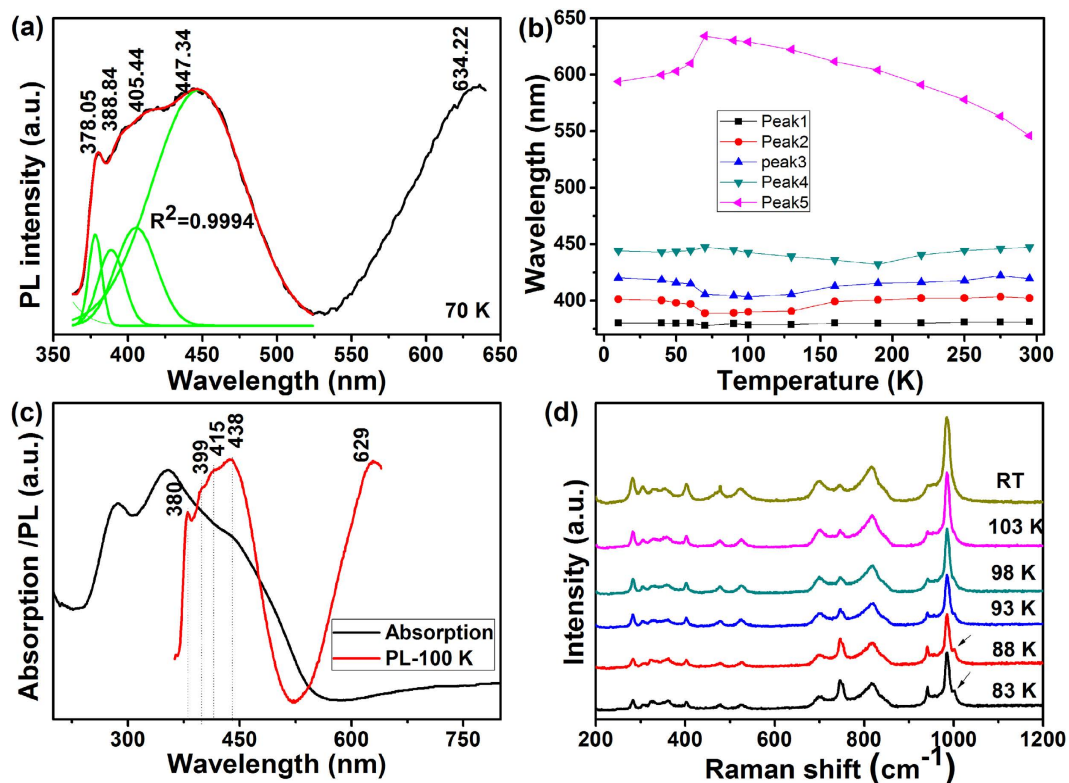 (a)
378.05
388.84
405.44
447.34
634.22
R²=0.9994
70 K
PL intensity (a.u.)
350 400 450 500 550 600 650
Wavelength (nm)
(b)
650
600
550
500
450
400
Wavelength (nm)
Peak1
Peak2
peak3
Peak4
Peak5
0 50 100 150 200 250 300
Temperature (K)
(c)
380
399
415
438
629
Absorption /PL (a.u.)
Absorption
PL-100 K
300 450 600 750
Wavelength (nm)
(d)
RT
103 K
98 K
93 K
88 K
83 K
Intensity (a.u.)
200 400 600 800 1000 1200
Raman shift (cm⁻¹)